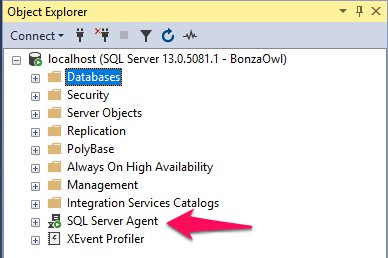 Object Explorer
Connect
localhost (SQL Server 13.0.5081.1 - BonzaOwl)
Databases
Security
Server Objects
Replication
PolyBase
Always On High Availability
Management
Integration Services Catalogs
SQL Server Agent
XEvent Profiler